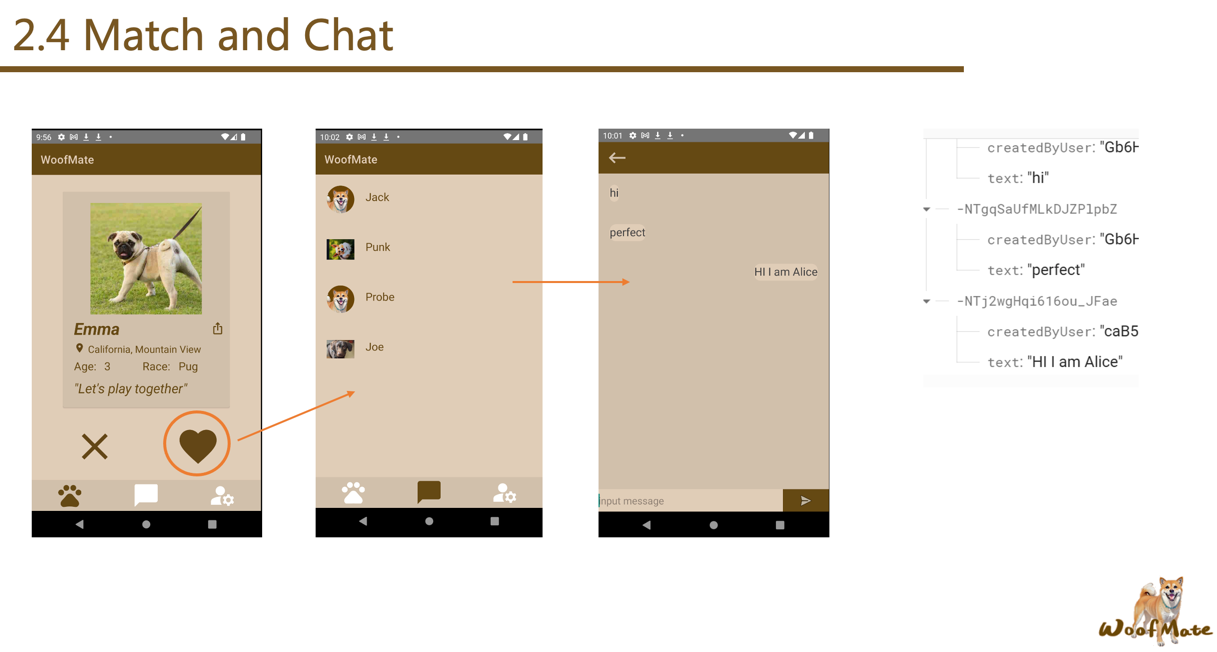 2.4 Match and Chat
9:56
WoofMate
Emma
California, Mountain View
Age: 3 Race: Pug
"Let's play together"
10:02
WoofMate
Jack
Punk
Probe
Joe
10:01
hi
perfect
HI I am Alice
nput message
createdByUser: "Gb6H
text: "hi"
-NTgqSaUfMLkDJZPlpbZ
createdByUser: "Gb6H
text: "perfect"
-NTj2wgHqi616ou_JFae
createdByUser: "caB5
text: "HI I am Alice"
WoofMate